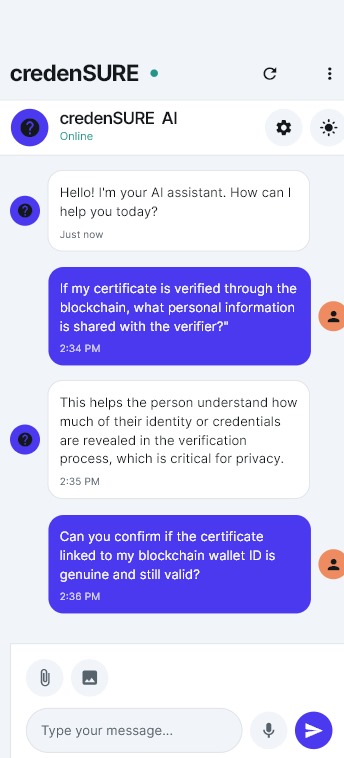 credenSURE
credenSURE AI
Online
Hello! I'm your AI assistant. How can I
help you today?
Just now
If my certificate is verified through the
blockchain, what personal information
is shared with the verifier?"
2:34 PM
This helps the person understand how
much of their identity or credentials
are revealed in the verification
process, which is critical for privacy.
2:35 PM
Can you confirm if the certificate
linked to my blockchain wallet ID is
genuine and still valid?
2:36 PM
Type your message...